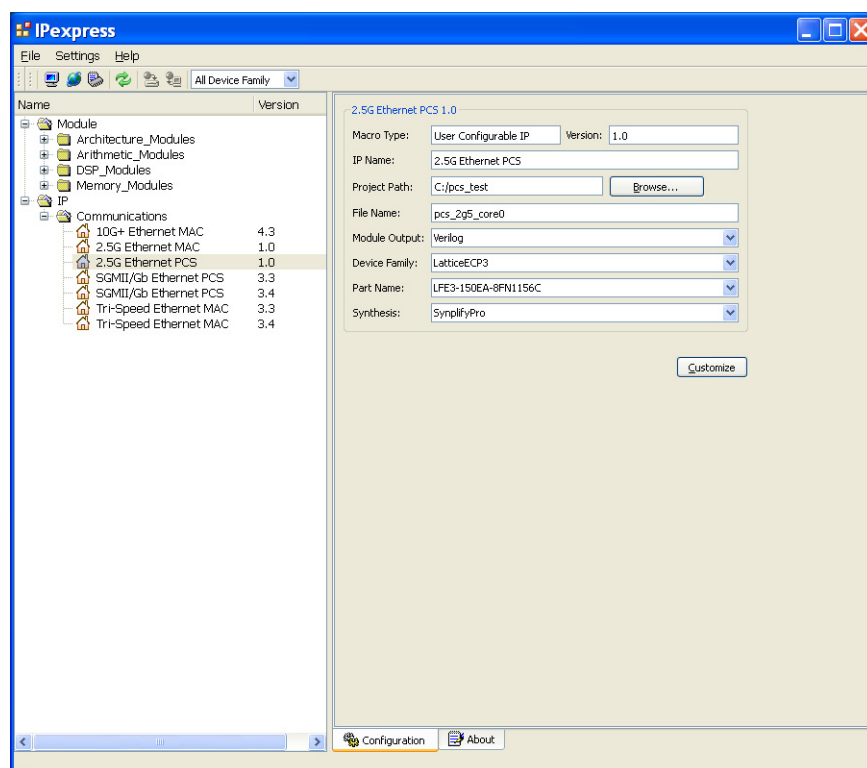 IPexpress
File Settings Help
All Device Family
Name Version
Module
Architecture_Modules
Arithmetic_Modules
DSP_Modules
Memory_Modules
IP
Communications
10G+ Ethernet MAC 4.3
2.5G Ethernet MAC 1.0
2.5G Ethernet PCS 1.0
SGMII/Gb Ethernet PCS 3.3
SGMII/Gb Ethernet PCS 3.4
Tri-Speed Ethernet MAC 3.3
Tri-Speed Ethernet MAC 3.4
2.5G Ethernet PCS 1.0
Macro Type: User Configurable IP Version: 1.0
IP Name: 2.5G Ethernet PCS
Project Path: C:/pcs_test Browse...
File Name: pcs_2g5_core0
Module Output: Verilog
Device Family: LatticeECP3
Part Name: LFE3-150EA-8FN1156C
Synthesis: SynplifyPro
Customize
Configuration About